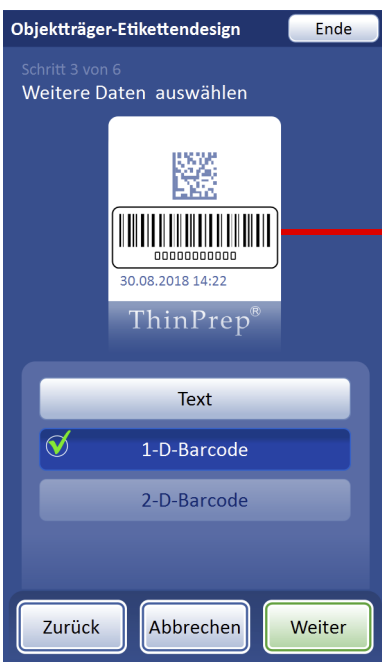 Objektträger-Etikettendesign
Ende
Schritt 3 von 6
Weitere Daten auswählen
00000000000
30.08.2018 14:22
ThinPrep®
Text
1-D-Barcode
2-D-Barcode
Zurück
Abbrechen
Weiter